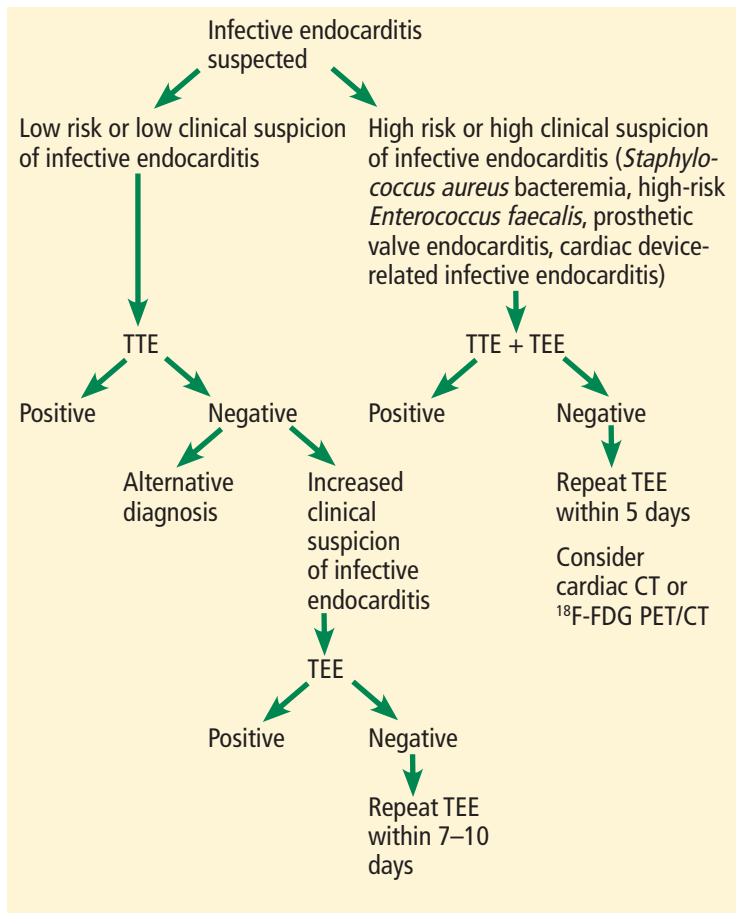 Infective endocarditis
suspected
Low risk or low clinical suspicion
of infective endocarditis
High risk or high clinical suspicion
of infective endocarditis (Staphylo-
coccus aureus bacteremia, high-risk
Enterococcus faecalis, prosthetic
valve endocarditis, cardiac device-
related infective endocarditis)
TTE
Positive
Negative
Alternative
diagnosis
Increased
clinical
suspicion
of infective
endocarditis
TEE
Positive
Negative
Repeat TEE
within 7–10
days
TTE + TEE
Positive
Negative
Repeat TEE
within 5 days
Consider
cardiac CT or
¹⁸F-FDG PET/CT